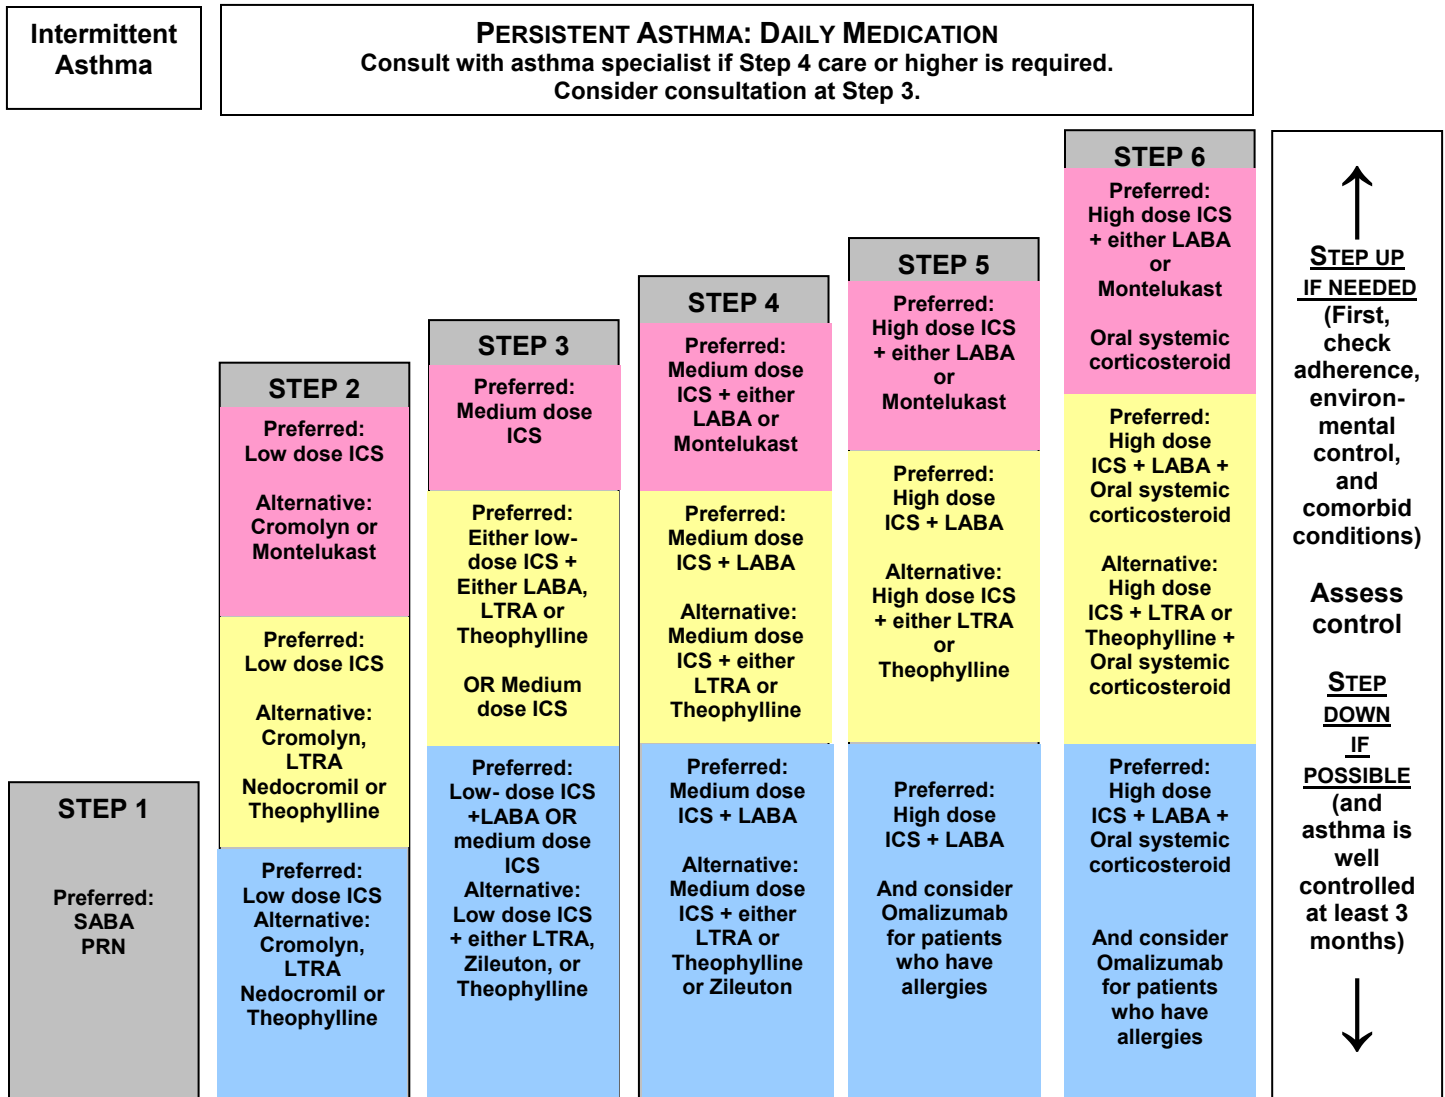 Intermittent
Asthma
PERSISTENT ASTHMA: DAILY MEDICATION
Consult with asthma specialist if Step 4 care or higher is required.
Consider consultation at Step 3.
STEP 1
Preferred:
SABA
PRN
STEP 2
Preferred:
Low dose ICS
Alternative:
Cromolyn or
Montelukast
Preferred:
Low dose ICS
Alternative:
Cromolyn,
LTRA
Nedocromil or
Theophylline
Preferred:
Low dose ICS
Alternative:
Cromolyn,
LTRA
Nedocromil or
Theophylline
STEP 3
Preferred:
Medium dose
ICS
Preferred:
Either low-
dose ICS +
Either LABA,
LTRA or
Theophylline
OR Medium
dose ICS
Preferred:
Low- dose ICS
+LABA OR
medium dose
ICS
Alternative:
Low dose ICS
+ either LTRA,
Zileuton, or
Theophylline
STEP 4
Preferred:
Medium dose
ICS + either
LABA or
Montelukast
Preferred:
Medium dose
ICS + LABA
Alternative:
Medium dose
ICS + either
LTRA or
Theophylline
Preferred:
Medium dose
ICS + LABA
Alternative:
Medium dose
ICS + either
LTRA or
Theophylline
or Zileuton
STEP 5
Preferred:
High dose ICS
+ either LABA
or
Montelukast
Preferred:
High dose
ICS + LABA
Alternative:
High dose ICS
+ either LTRA
or
Theophylline
Preferred:
High dose
ICS + LABA
And consider
Omalizumab
for patients
who have
allergies
STEP 6
Preferred:
High dose ICS
+ either LABA
or
Montelukast
Oral systemic
corticosteroid
Preferred:
High dose
ICS + LABA +
Oral systemic
corticosteroid
Alternative:
High dose
ICS + LTRA or
Theophylline +
Oral systemic
corticosteroid
Preferred:
High dose
ICS + LABA +
Oral systemic
corticosteroid
And consider
Omalizumab
for patients
who have
allergies
STEP UP
IF NEEDED
(First,
check
adherence,
environ-
mental
control,
and
comorbid
conditions)
Assess
control
STEP
DOWN
IF
POSSIBLE
(and
asthma is
well
controlled
at least 3
months)